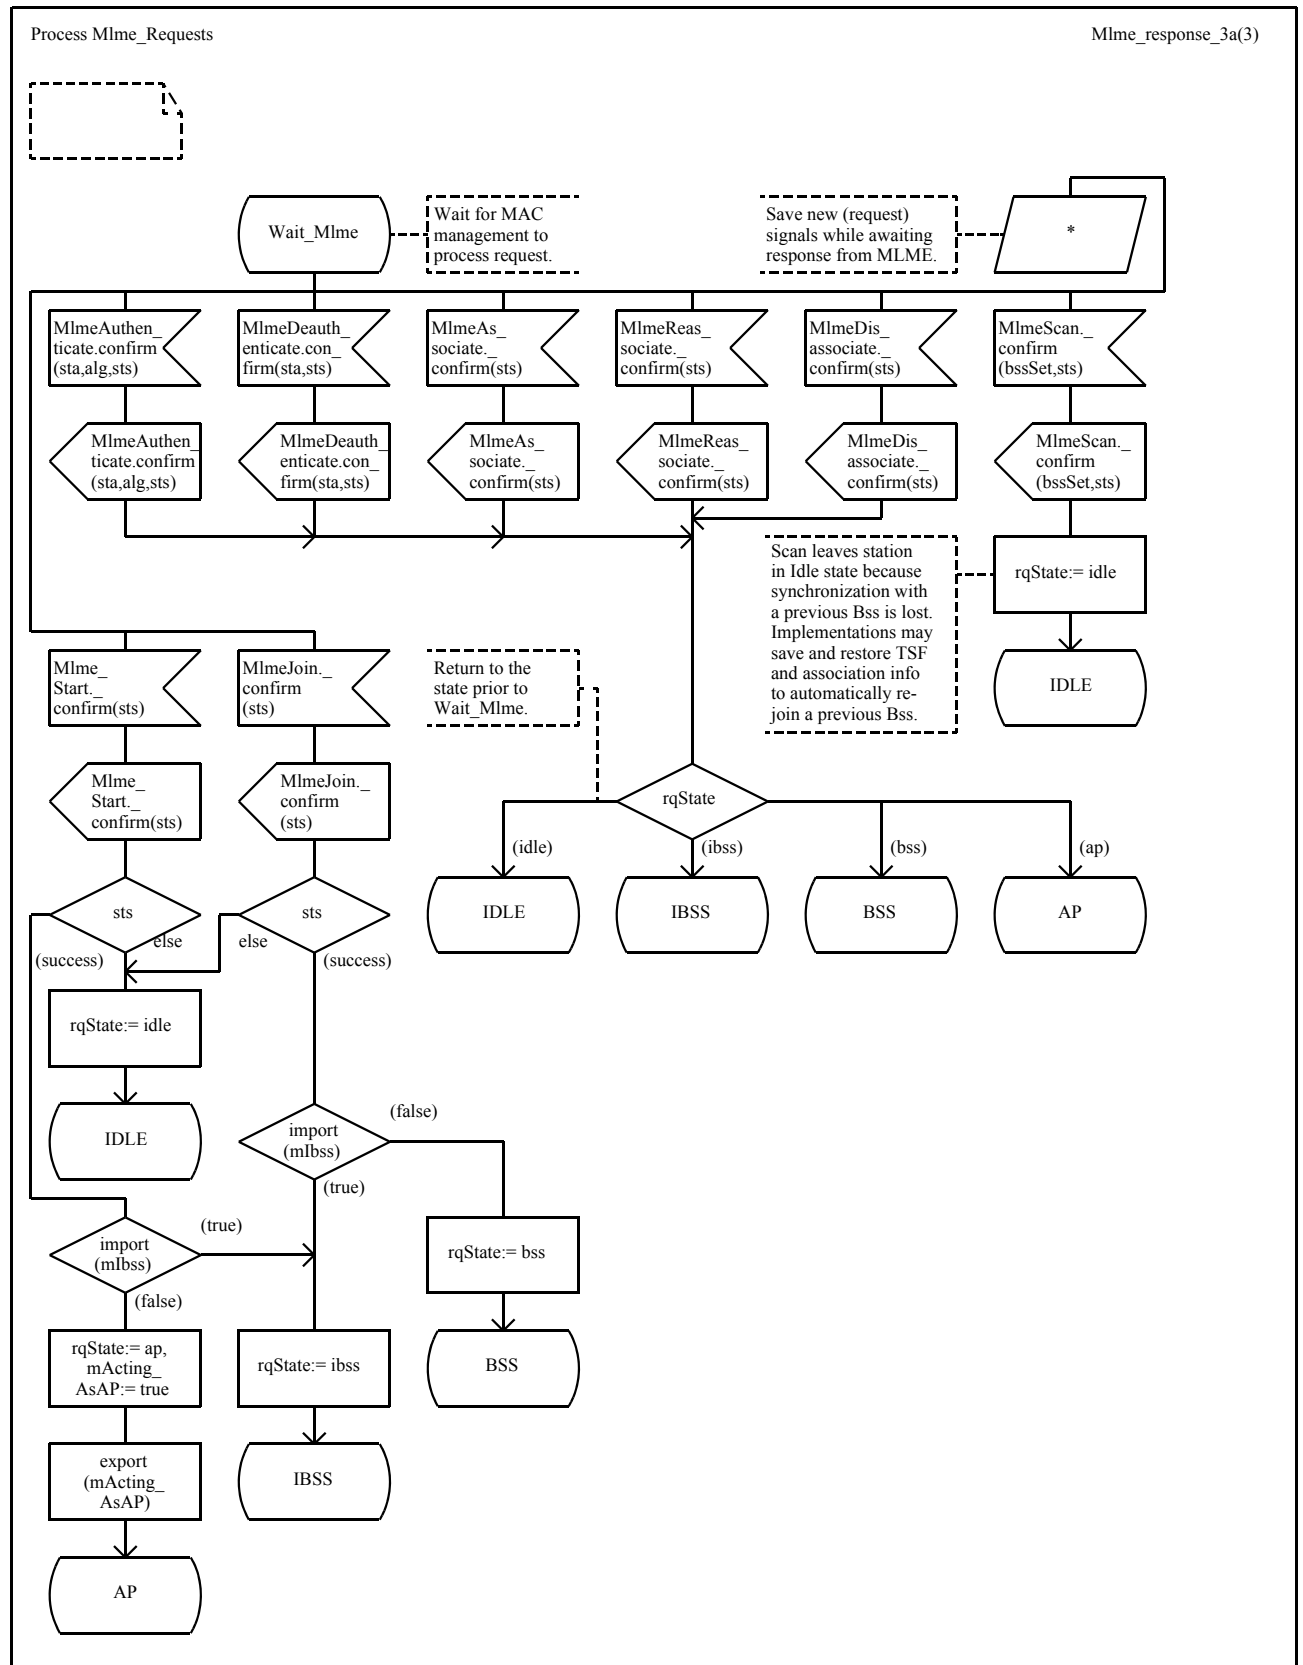 Process Mlme_Requests
Mlme_response_3a(3)
Wait_Mlme
Wait for MAC
management to
process request.
Save new (request)
signals while awaiting
response from MLME.
*
MlmeAuthen_
ticate.confirm
(sta,alg,sts)
MlmeDeauth_
enticate.con_
firm(sta,sts)
MlmeAs_
sociate._
confirm(sts)
MlmeReas_
sociate._
confirm(sts)
MlmeDis_
associate._
confirm(sts)
MlmeScan._
confirm
(bssSet,sts)
MlmeAuthen_
ticate.confirm
(sta,alg,sts)
MlmeDeauth_
enticate.con_
firm(sta,sts)
MlmeAs_
sociate._
confirm(sts)
MlmeReas_
sociate._
confirm(sts)
MlmeDis_
associate._
confirm(sts)
MlmeScan._
confirm
(bssSet,sts)
Scan leaves station
in Idle state because
synchronization with
a previous Bss is lost.
Implementations may
save and restore TSF
and association info
to automatically re-
join a previous Bss.
rqState:= idle
IDLE
Mlme_
Start._
confirm(sts)
MlmeJoin._
confirm
(sts)
Return to the
state prior to
Wait_Mlme.
Mlme_
Start._
confirm(sts)
MlmeJoin._
confirm
(sts)
rqState
(idle)
(ibss)
(bss)
(ap)
IDLE
IBSS
BSS
AP
sts
sts
else
else
(success)
(success)
rqState:= idle
IDLE
import
(mIbss)
(false)
(true)
import
(mIbss)
(true)
(false)
rqState:= bss
BSS
rqState:= ap,
mActing_
AsAP:= true
rqState:= ibss
export
(mActing_
AsAP)
IBSS
AP